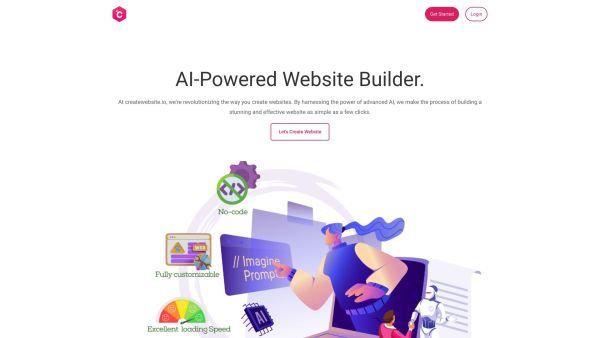 C
Get Started
Login
AI-Powered Website Builder.
At createwebsite.io, we're revolutionizing the way you create websites. By harnessing the power of advanced AI, we make the process of building a
stunning and effective website as simple as a few clicks.
Let's Create Website
</>
No-code
WEB
// Imagine
Prompt
Fully customizable
AI
Excellent loading Speed